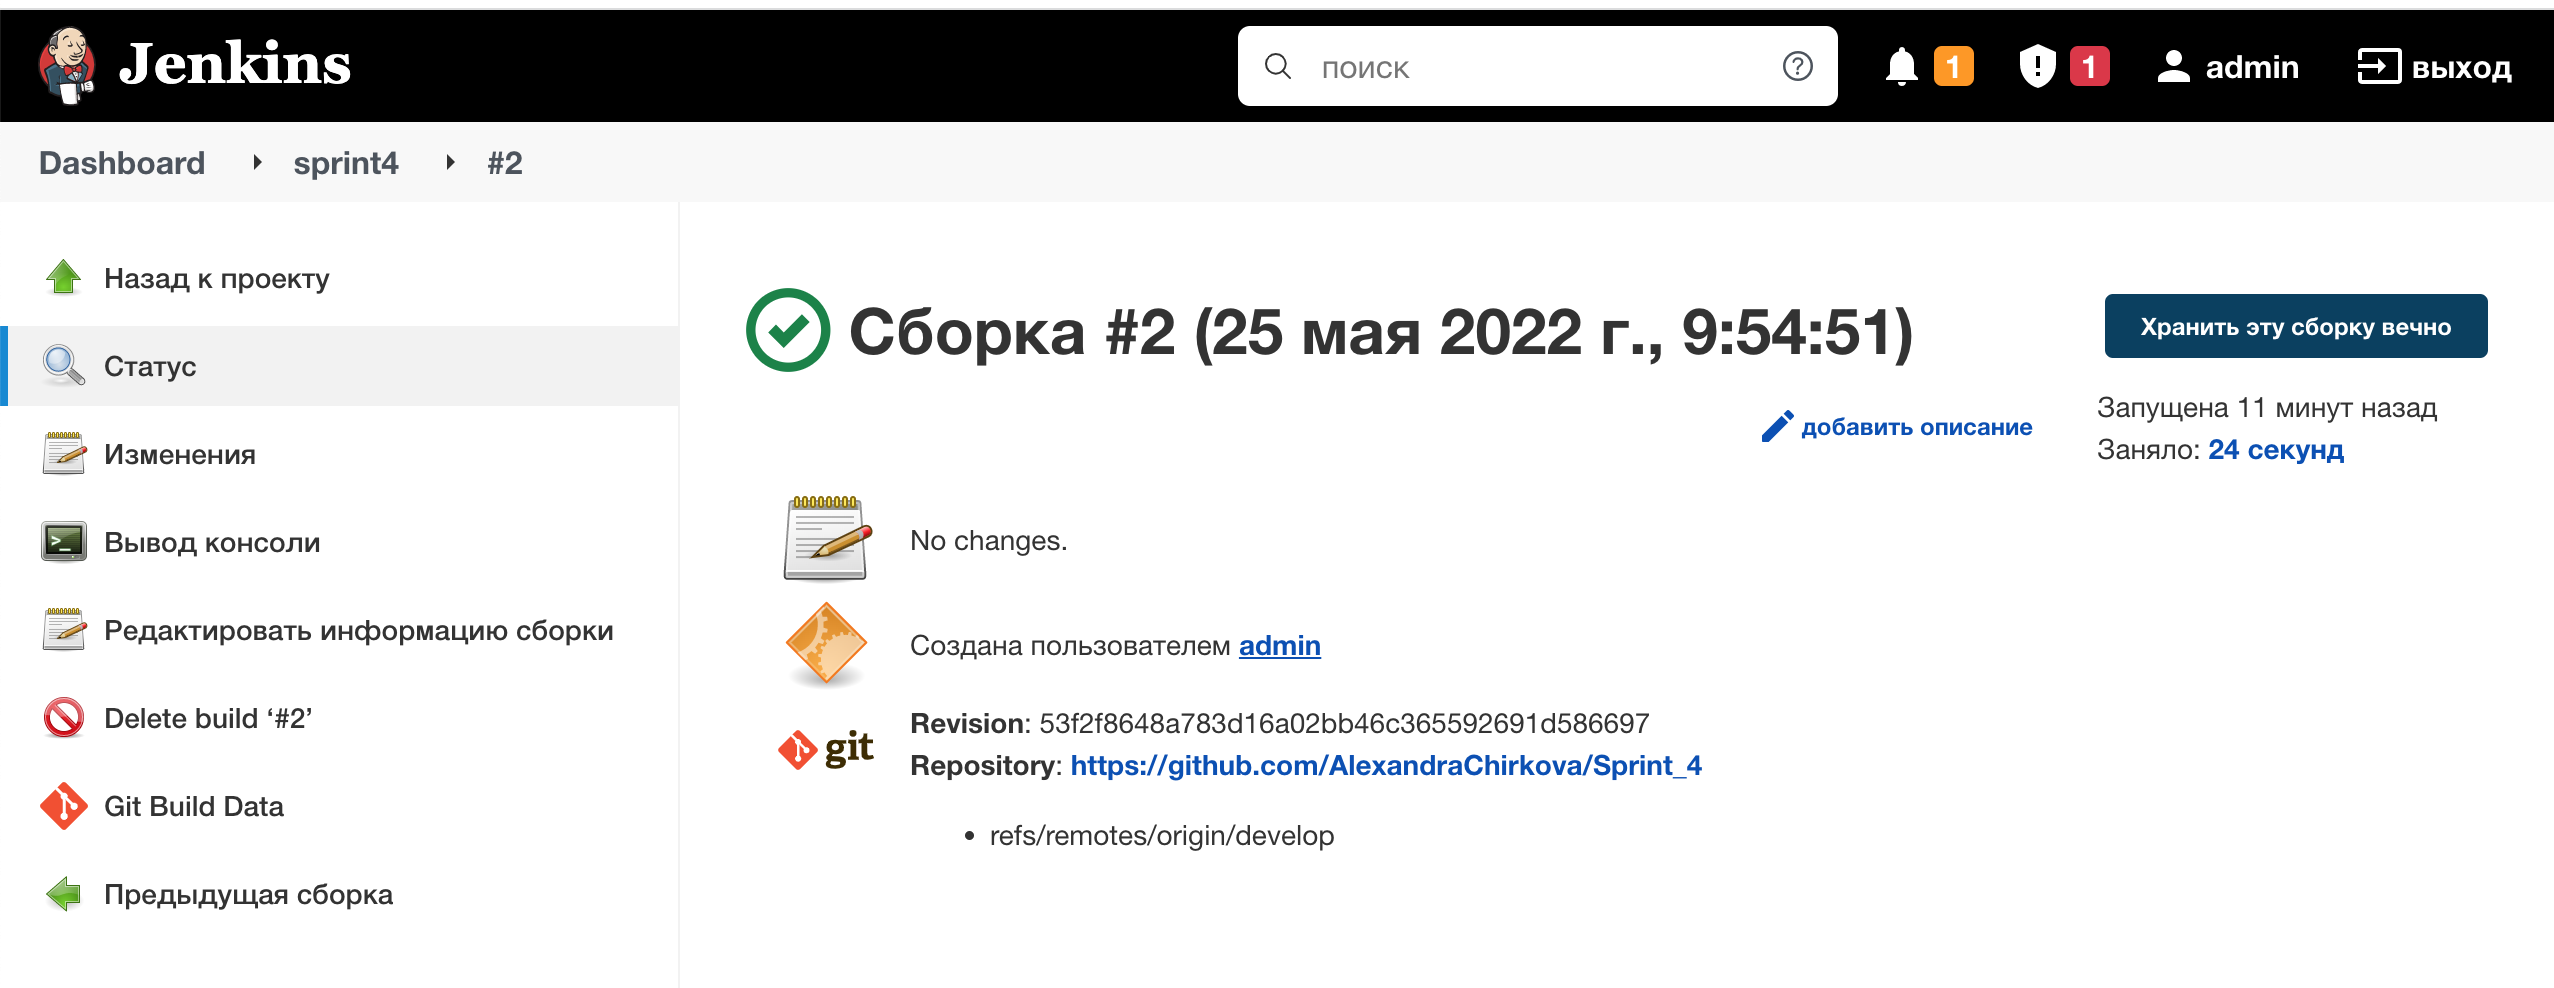 Jenkins
поиск
1
1
admin
выход
Dashboard
sprint4
#2
Назад к проекту
Статус
Изменения
Вывод консоли
Редактировать информацию сборки
Delete build ‘#2’
Git Build Data
Предыдущая сборка
Сборка #2 (25 мая 2022 г., 9:54:51)
Хранить эту сборку вечно
добавить описание
Запущена 11 минут назад
Заняло: 24 секунд
No changes.
Создана пользователем admin
git
Revision: 53f2f8648a783d16a02bb46c365592691d586697
Repository: https://github.com/AlexandraChirkova/Sprint_4
• refs/remotes/origin/develop